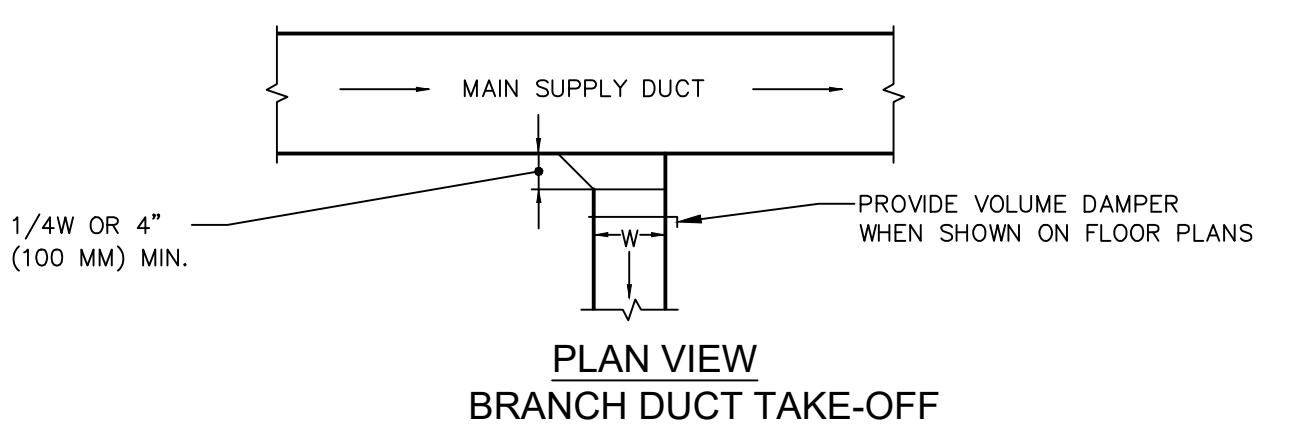 MAIN SUPPLY DUCT
1/4W OR 4”
(100 MM) MIN.
PROVIDE VOLUME DAMPER
WHEN SHOWN ON FLOOR PLANS
W
PLAN VIEW
BRANCH DUCT TAKE-OFF